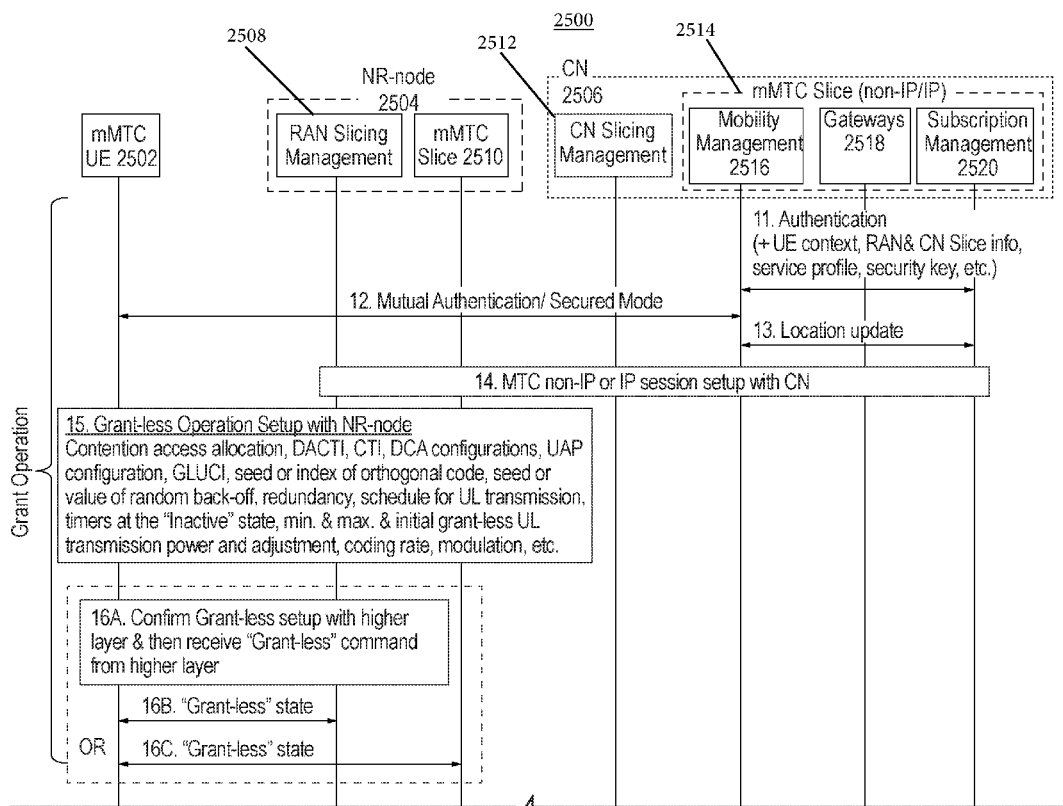 2500
2508
2512
2514
NR-node
2504
CN
2506
mMTC Slice (non-IP/IP)
mMTC
UE 2502
RAN Slicing
Management
mMTC
Slice 2510
CN Slicing
Management
Mobility
Management
2516
Gateways
2518
Subscription
Management
2520
Grant Operation
11. Authentication
(+ UE context, RAN& CN Slice info,
service profile, security key, etc.)
12. Mutual Authentication/ Secured Mode
13. Location update
14. MTC non-IP or IP session setup with CN
15. Grant-less Operation Setup with NR-node
Contention access allocation, DACTI, CTI, DCA configurations, UAP
configuration, GLUCI, seed or index of orthogonal code, seed or
value of random back-off, redundancy, schedule for UL transmission,
timers at the “Inactive” state, min. & max. & initial grant-less UL
transmission power and adjustment, coding rate, modulation, etc.
16A. Confirm Grant-less setup with higher
layer & then receive “Grant-less” command
from higher layer
16B. “Grant-less” state
OR
16C. “Grant-less” state